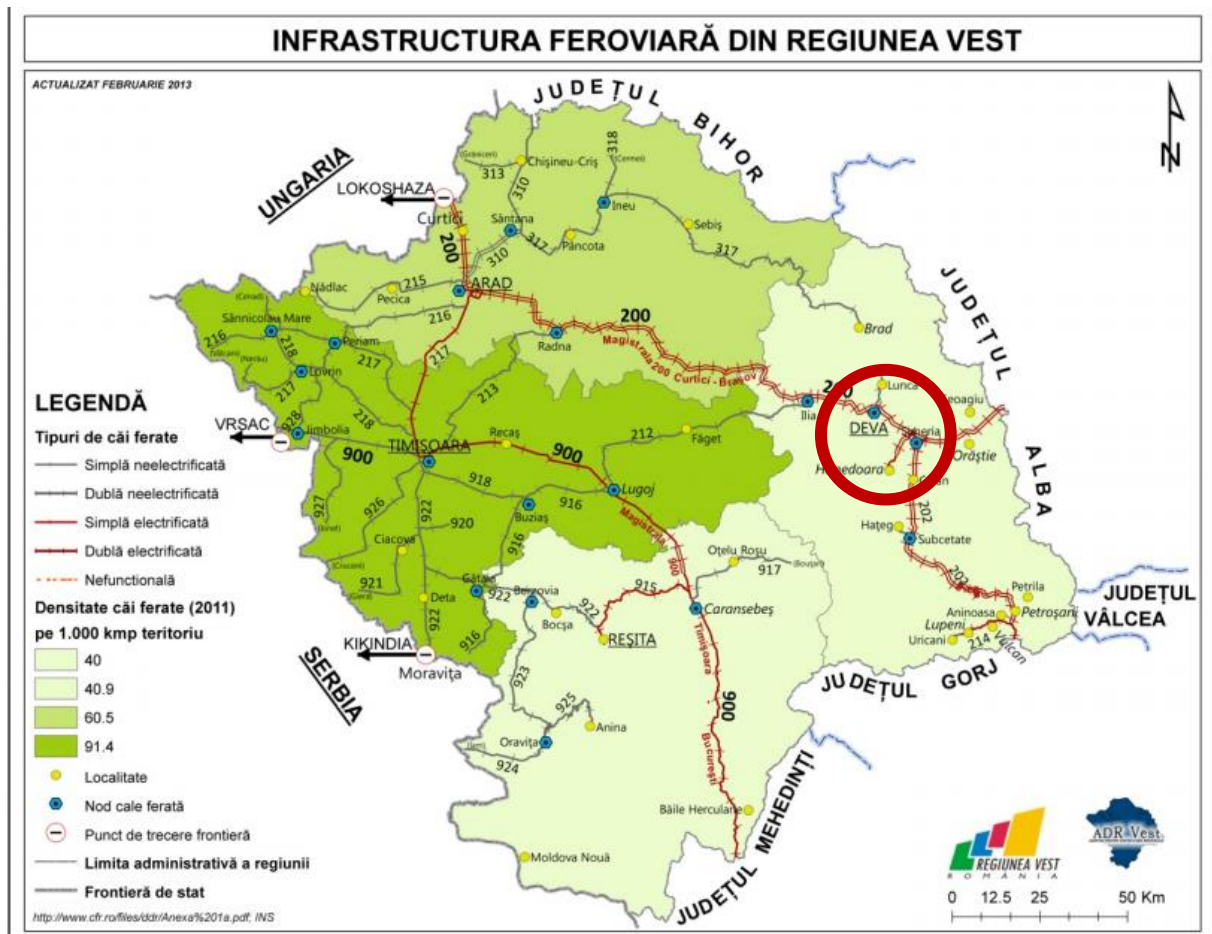 INFRASTRUCTURA FEROVIARĂ DIN REGIUNEA VEST
ACTUALIZAT FEBRUARIE 2013
JUDEȚUL BIHOR
UNGARIA
LOKOSHAZA
Curtici
200
(Grăniceri)
313
Chișineu-Criș
310
318
(Cermei)
Ineu
Sântana
317
Pâncota
Sebiș
317
310
Nădlac
215
Pecica
ARAD
216
(Cenad)
Sânnicolau Mare
216
218
Periam
217
Lovrin
217
218
217
213
Radna
200
Magistrala 200 Curtici - Brașov
Brad
JUDEȚUL
ALBA
200
Ilia
Lunca
DEVA
Geoagiu
Simeria
Orăștie
Hunedoara
Călan
202
Hațeg
Subcetate
202
Petrila
Petroșani
Aninoasa
Lupeni
Vulcan
Uricani
214
JUDEȚUL
VÂLCEA
JUDEȚUL GORJ
VRȘAC
928
Jimbolia
900
TIMIȘOARA
Recaș
900
212
Făget
918
916
Lugoj
Buziaș
916
927
926
922
920
Ciacova
921
Deta
922
Gătaia
922
916
Berzovia
922
Bocșa
REȘIȚA
915
Magistrala
900
Timișoara
900
București
Oțelu Roșu
917
Caransebeș
KIKINDIA
Moravița
SERBIA
923
925
Anina
Oravița
924
Băile Herculane
Moldova Nouă
JUDEȚUL MEHEDINȚI
LEGENDĂ
Tipuri de căi ferate
Simplă neelectrificată
Dublă neelectrificată
Simplă electrificată
Dublă electrificată
Nefuncțională
Densitate căi ferate (2011)
pe 1.000 kmp teritoriu
40
40.9
60.5
91.4
Localitate
Nod cale ferată
Punct de trecere frontieră
Limita administrativă a regiunii
Frontieră de stat
http://www.cfr.ro/files/ddr/Anexa%201a.pdf; INS
N
REGIUNEA VEST
ROMÂNIA
ADR Vest
0 12.5 25 50 Km